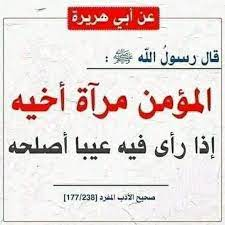 عن أبي هريرة
قال رسول الله ﷺ :
المؤمن مرآة أخيه
إذا رأى فيه عيبا أصلحه
صحيح الأدب المفرد [177/238]